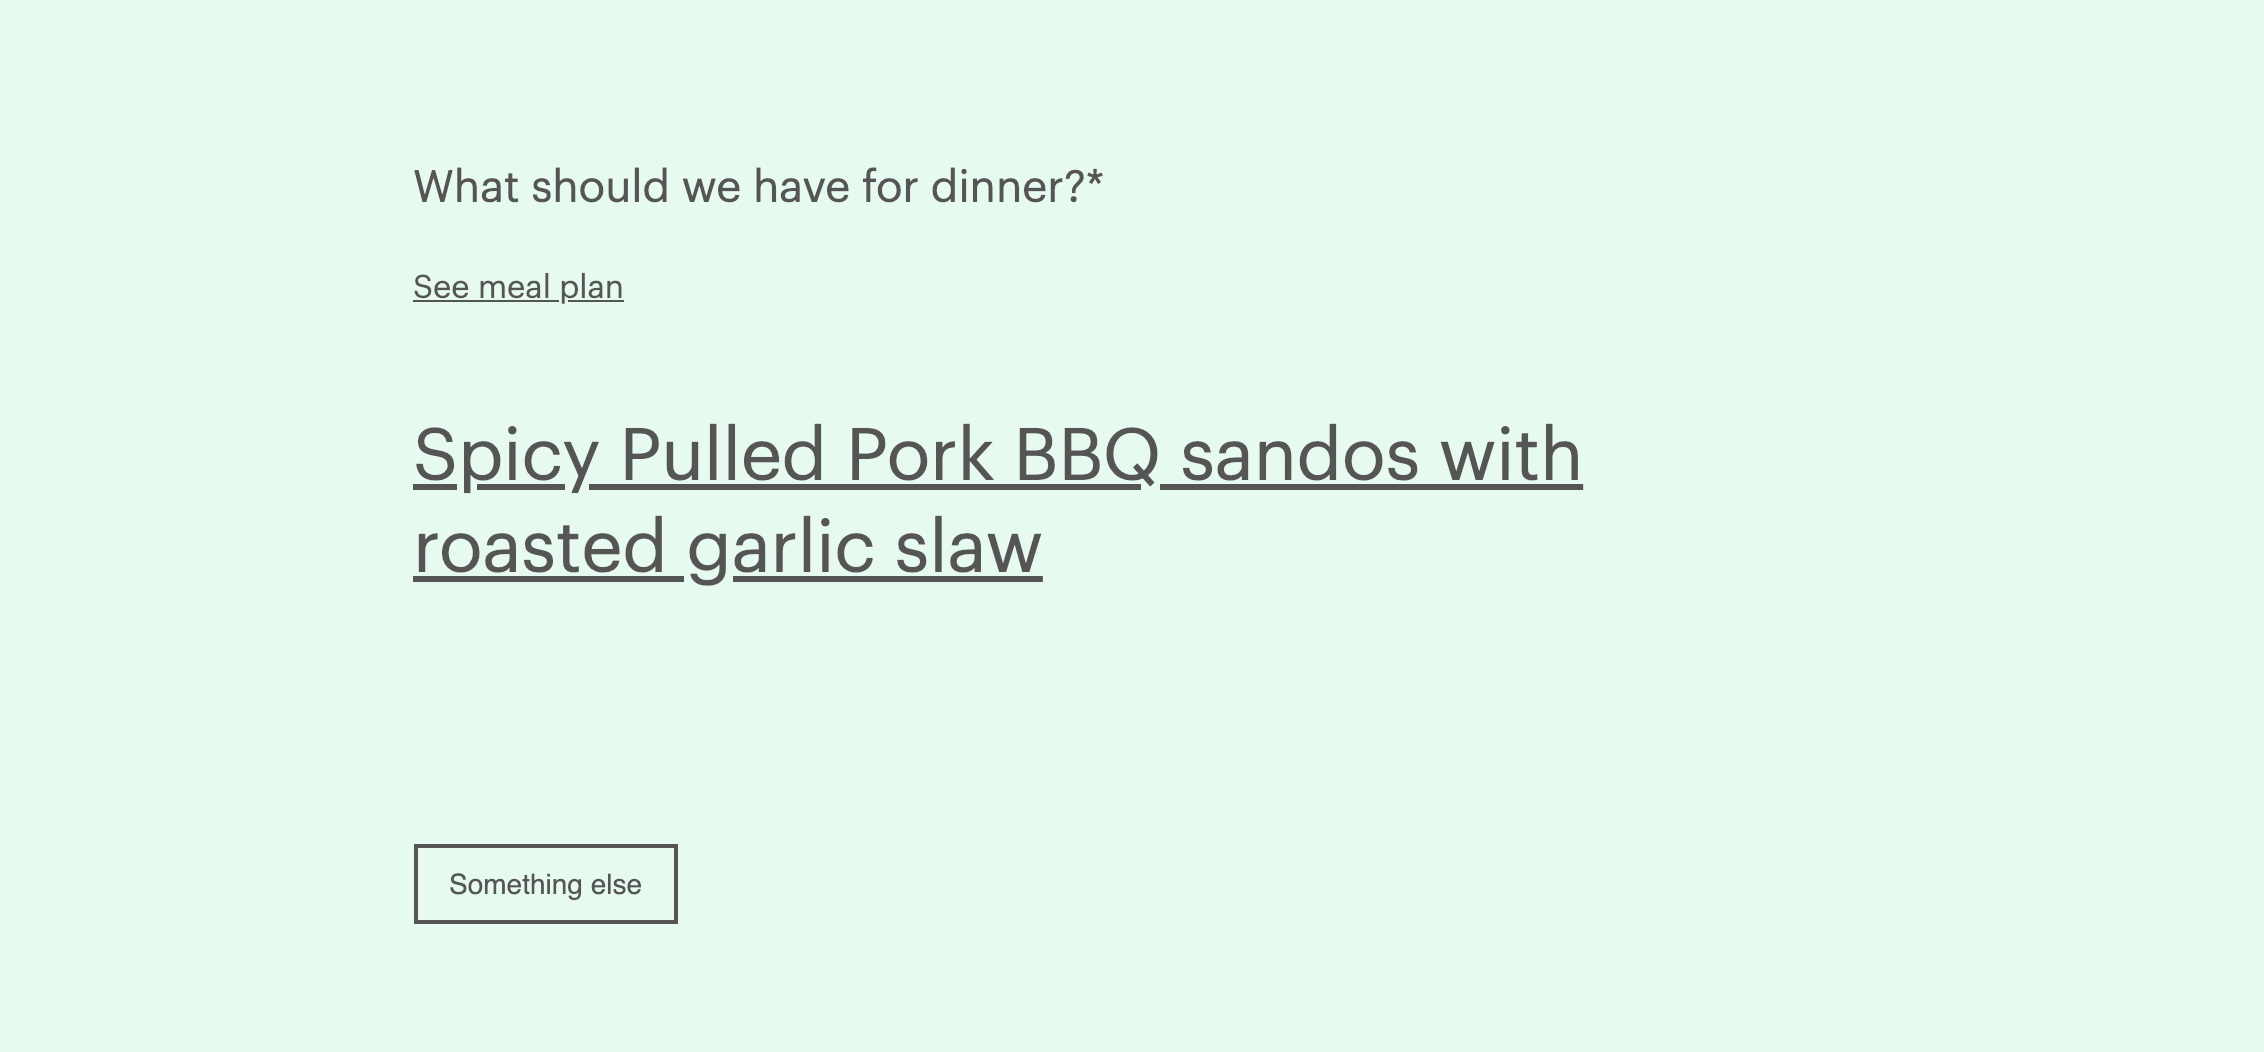 What should we have for dinner?*
See meal plan
Spicy Pulled Pork BBQ sandos with
roasted garlic slaw
Something else